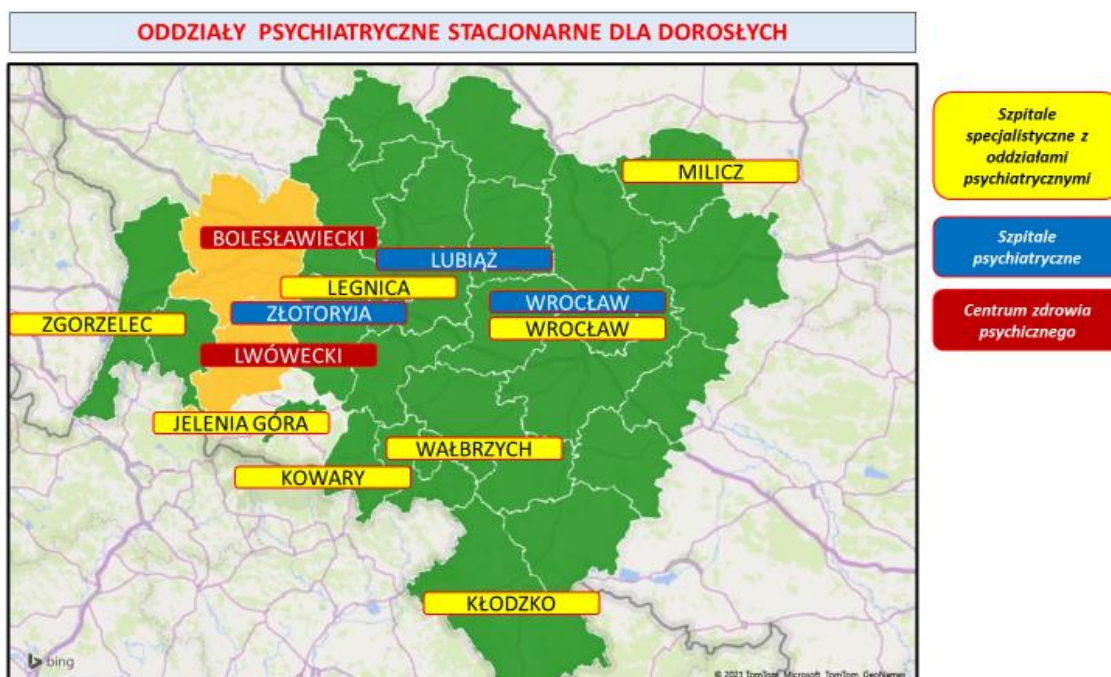 ODDZIAŁY PSYCHIATRYCZNE STACJONARNE DLA DOROSŁYCH
Szpitale
specjalistyczne z
oddziałami
psychiatrycznymi
MILICZ
BOLESŁAWIECKI
LUBIĄŻ
Szpitale
psychiatryczne
LEGNICA
ZŁOTORYJA
WROCŁAW
ZGORZELEC
WROCŁAW
Centrum zdrowia
psychicznego
LWÓWECKI
JELENIA GÓRA
WAŁBRZYCH
KOWARY
KŁODZKO
bing
© 2021 TomTom, Microsoft, TomTom, GeoNames